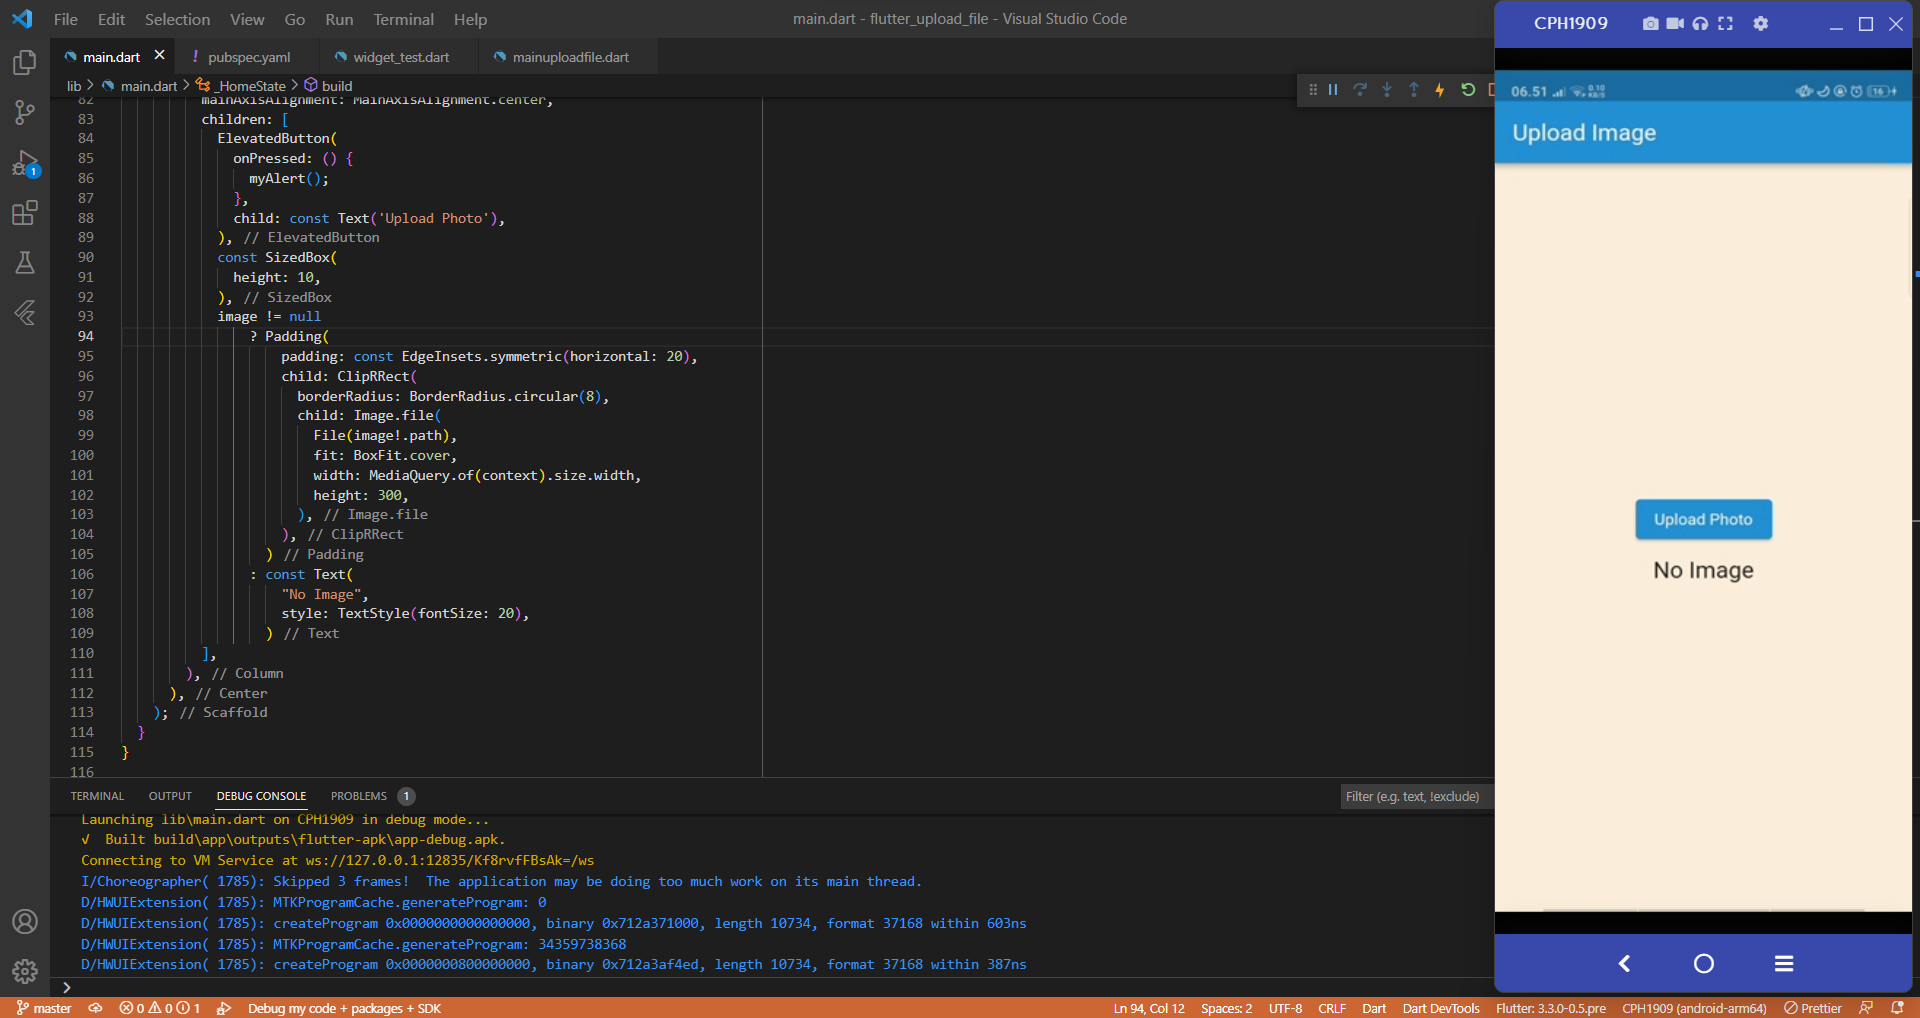 File Edit Selection View Go Run Terminal Help
main.dart - flutter_upload_file - Visual Studio Code
main.dart
pubspec.yaml
widget_test.dart
mainuploadfile.dart
lib > main.dart > _HomeState > build
82 mainAxisAlignment: MainAxisAlignment.center,
83 children: [
84 ElevatedButton(
85 onPressed: () {
86 myAlert();
87 },
88 child: const Text('Upload Photo'),
89 ), // ElevatedButton
90 const SizedBox(
91 height: 10,
92 ), // SizedBox
93 image != null
94 ? Padding(
95 padding: const EdgeInsets.symmetric(horizontal: 20),
96 child: ClipRRect(
97 borderRadius: BorderRadius.circular(8),
98 child: Image.file(
99 File(image!.path),
100 fit: BoxFit.cover,
101 width: MediaQuery.of(context).size.width,
102 height: 300,
103 ), // Image.file
104 ), // ClipRRect
105 ) // Padding
106 : const Text(
107 "No Image",
108 style: TextStyle(fontSize: 20),
109 ) // Text
110 ],
111 ), // Column
112 ), // Center
113 ); // Scaffold
114 }
115 }
116
TERMINAL OUTPUT DEBUG CONSOLE PROBLEMS 1
Filter (e.g. text, !exclude)
Launching lib\main.dart on CPH1909 in debug mode...
√ Built build\app\outputs\flutter-apk\app-debug.apk.
Connecting to VM Service at ws://127.0.0.1:12835/Kf8rvfFBsAk=/ws
I/Choreographer( 1785): Skipped 3 frames! The application may be doing too much work on its main thread.
D/HWUIExtension( 1785): MTKProgramCache.generateProgram: 0
D/HWUIExtension( 1785): createProgram 0x0000000000000000, binary 0x712a371000, length 10734, format 37168 within 603ns
D/HWUIExtension( 1785): MTKProgramCache.generateProgram: 34359738368
D/HWUIExtension( 1785): createProgram 0x0000000800000000, binary 0x712a3af4ed, length 10734, format 37168 within 387ns
>
1
master 0 0 1 Debug my code + packages + SDK
Ln 94, Col 12 Spaces: 2 UTF-8 CRLF Dart Dart DevTools Flutter: 3.3.0-0.5.pre CPH1909 (android-arm64) Prettier
CPH1909
06.51 0.10 KB/S 16
Upload Image
Upload Photo
No Image